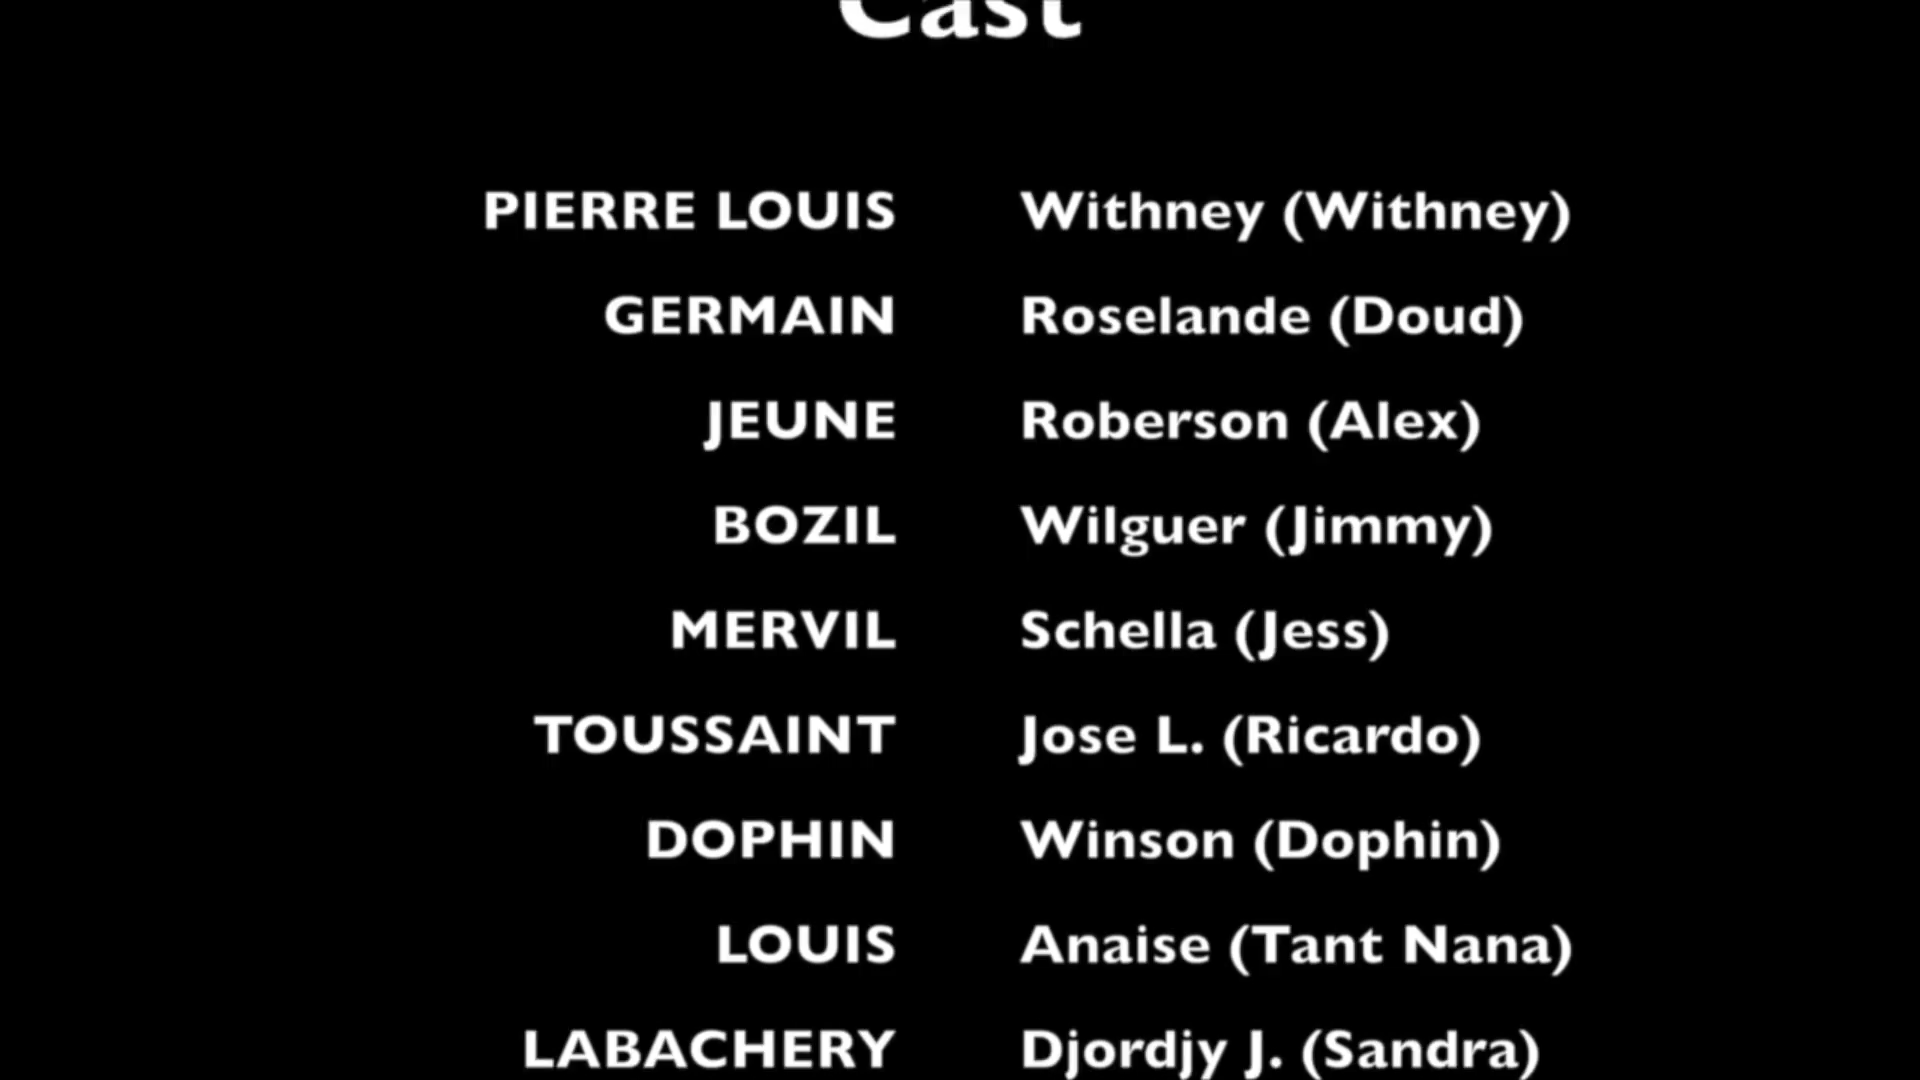 Cast
PIERRE LOUIS Withney (Withney)
GERMAIN Roselande (Doud)
JEUNE Roberson (Alex)
BOZIL Wilguer (Jimmy)
MERVIL Schella (Jess)
TOUSSAINT Jose L. (Ricardo)
DOPHIN Winson (Dophin)
LOUIS Anaise (Tant Nana)
LABACHERY Djordjy J. (Sandra)